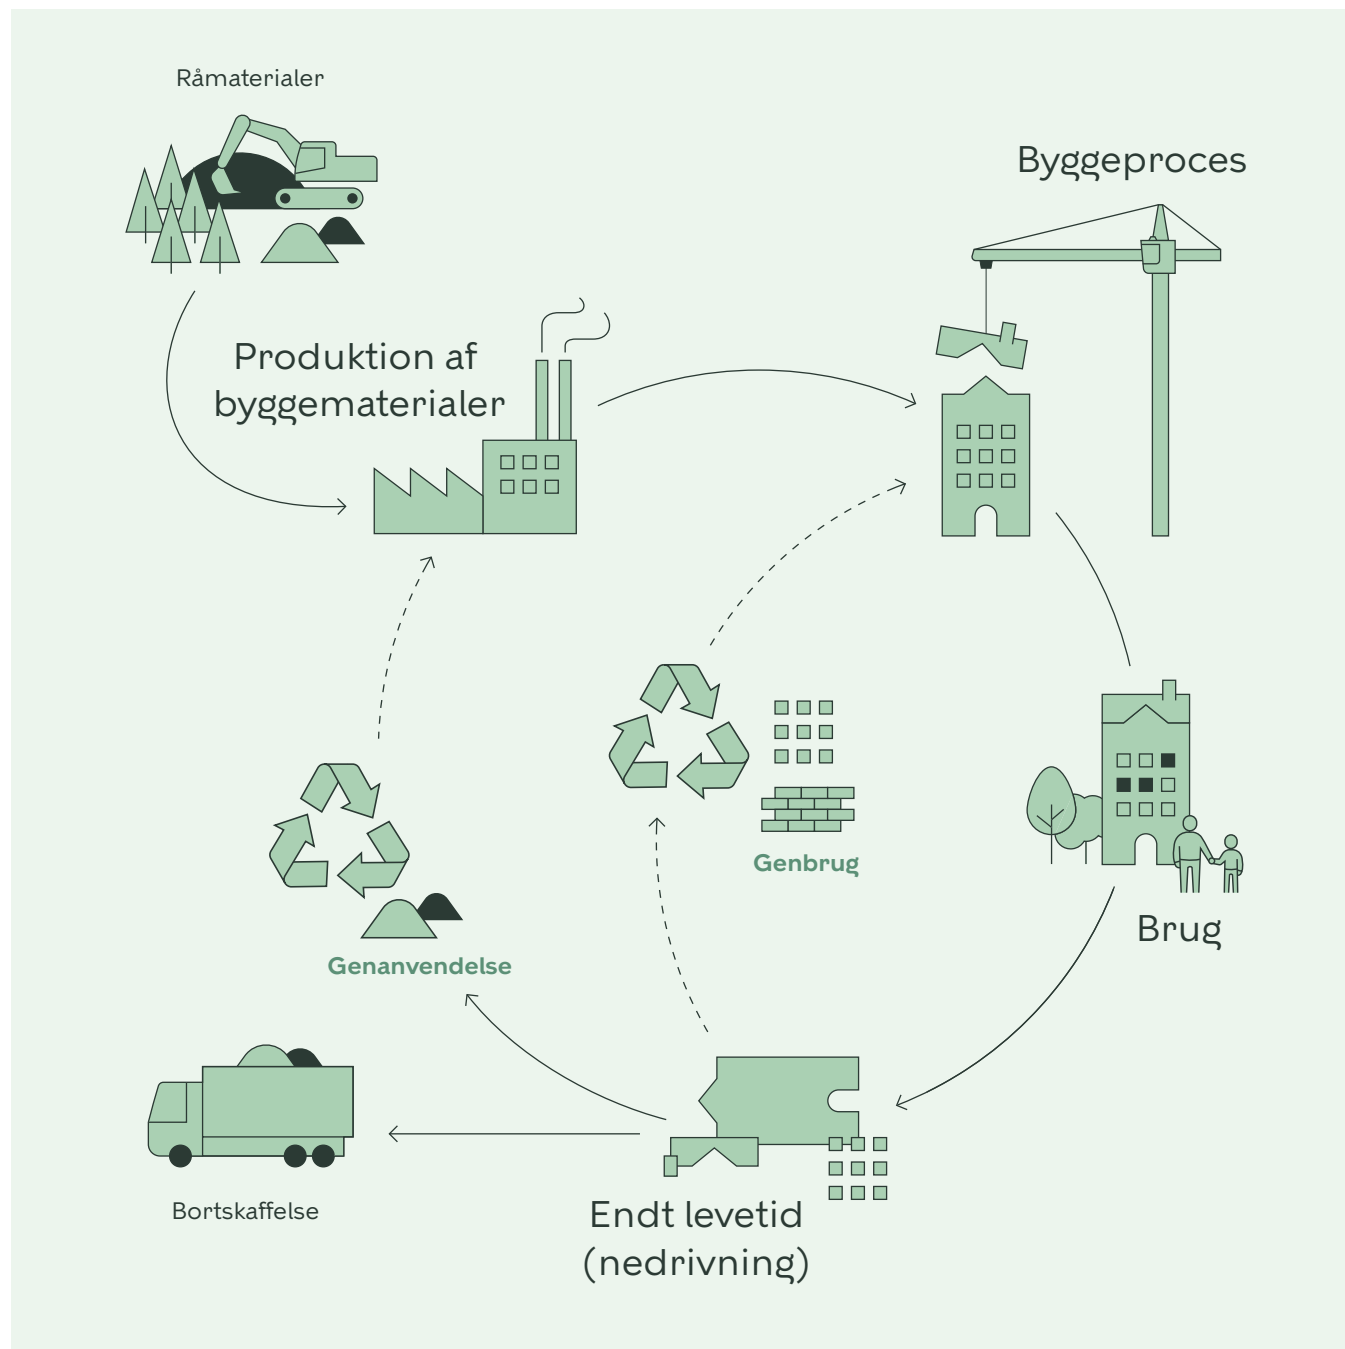 Råmaterialer
Byggeproces
Produktion af
byggematerialer
Genbrug
Brug
Genanvendelse
Bortskaffelse
Endt levetid
(nedrivning)